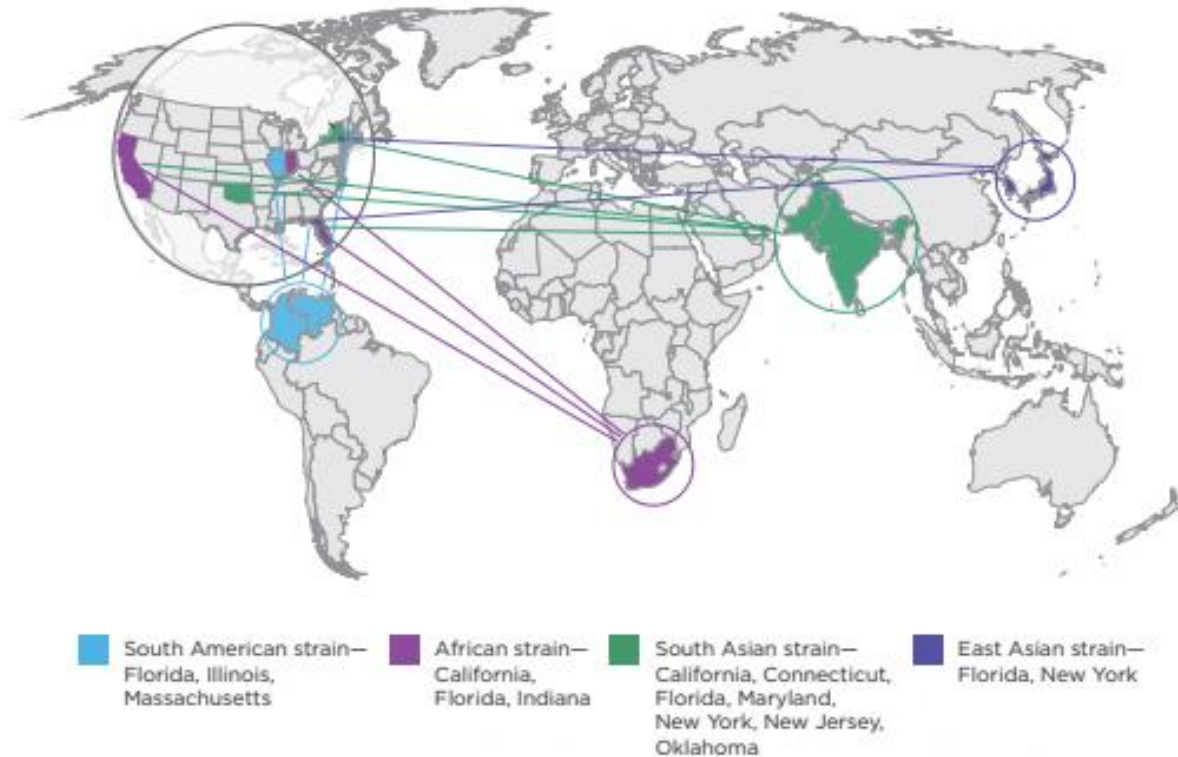 South American strain—
Florida, Illinois,
Massachusetts
African strain—
California,
Florida, Indiana
South Asian strain—
California, Connecticut,
Florida, Maryland,
New York, New Jersey,
Oklahoma
East Asian strain—
Florida, New York